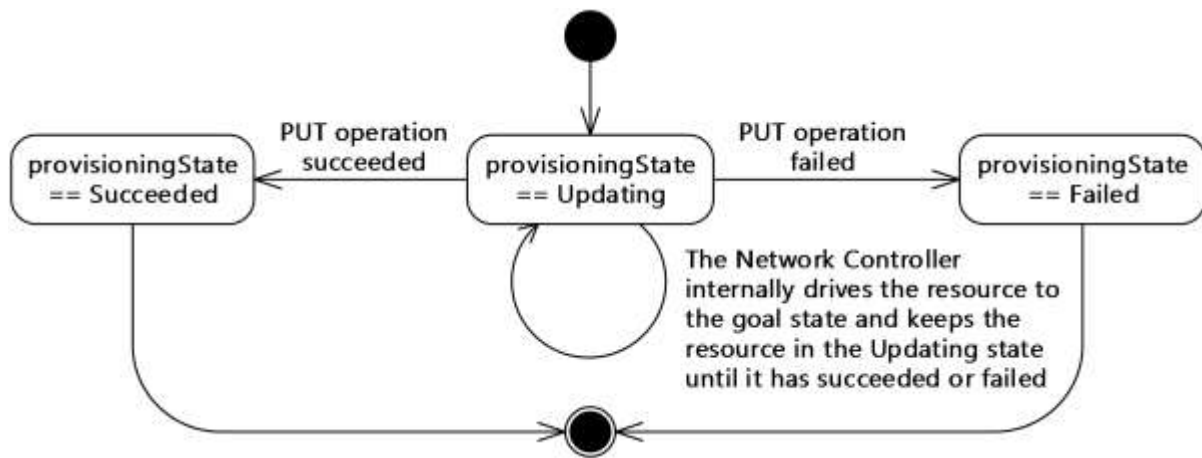 PUT operation
succeeded
PUT operation
failed
provisioningState
== Succeeded
provisioningState
== Updating
provisioningState
== Failed
The Network Controller
internally drives the resource to
the goal state and keeps the
resource in the Updating state
until it has succeeded or failed